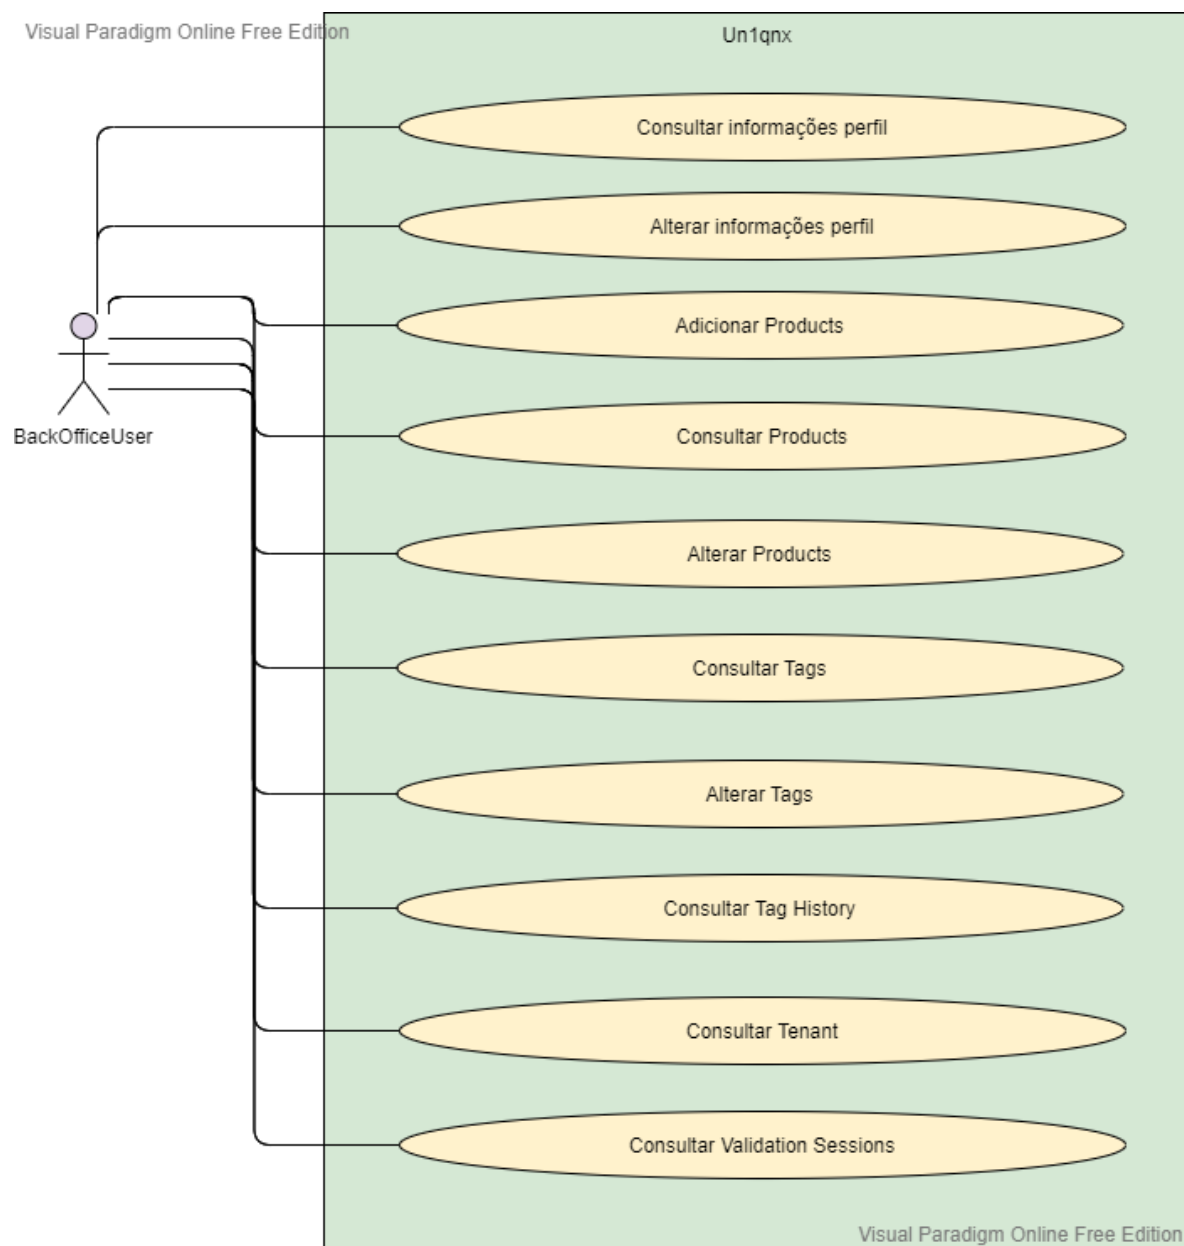 Visual Paradigm Online Free Edition
Un1qnx
Consultar informações perfil
Alterar informações perfil
Adicionar Products
BackOfficeUser
Consultar Products
Alterar Products
Consultar Tags
Alterar Tags
Consultar Tag History
Consultar Tenant
Consultar Validation Sessions
Visual Paradigm Online Free Edition